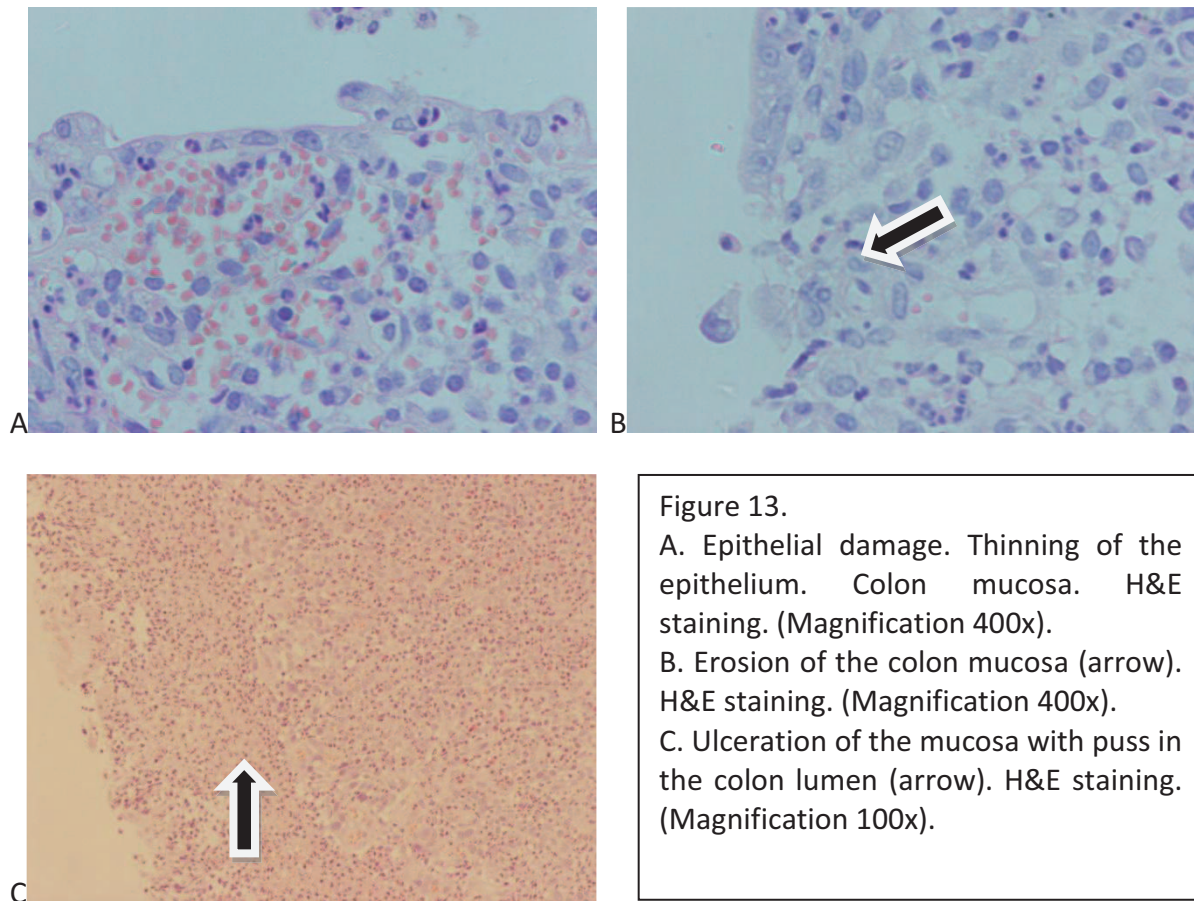 A
B
C
Figure 13.
A. Epithelial damage. Thinning of the
epithelium. Colon mucosa. H&E
staining. (Magnification 400x).
B. Erosion of the colon mucosa (arrow).
H&E staining. (Magnification 400x).
C. Ulceration of the mucosa with puss in
the colon lumen (arrow). H&E staining.
(Magnification 100x).